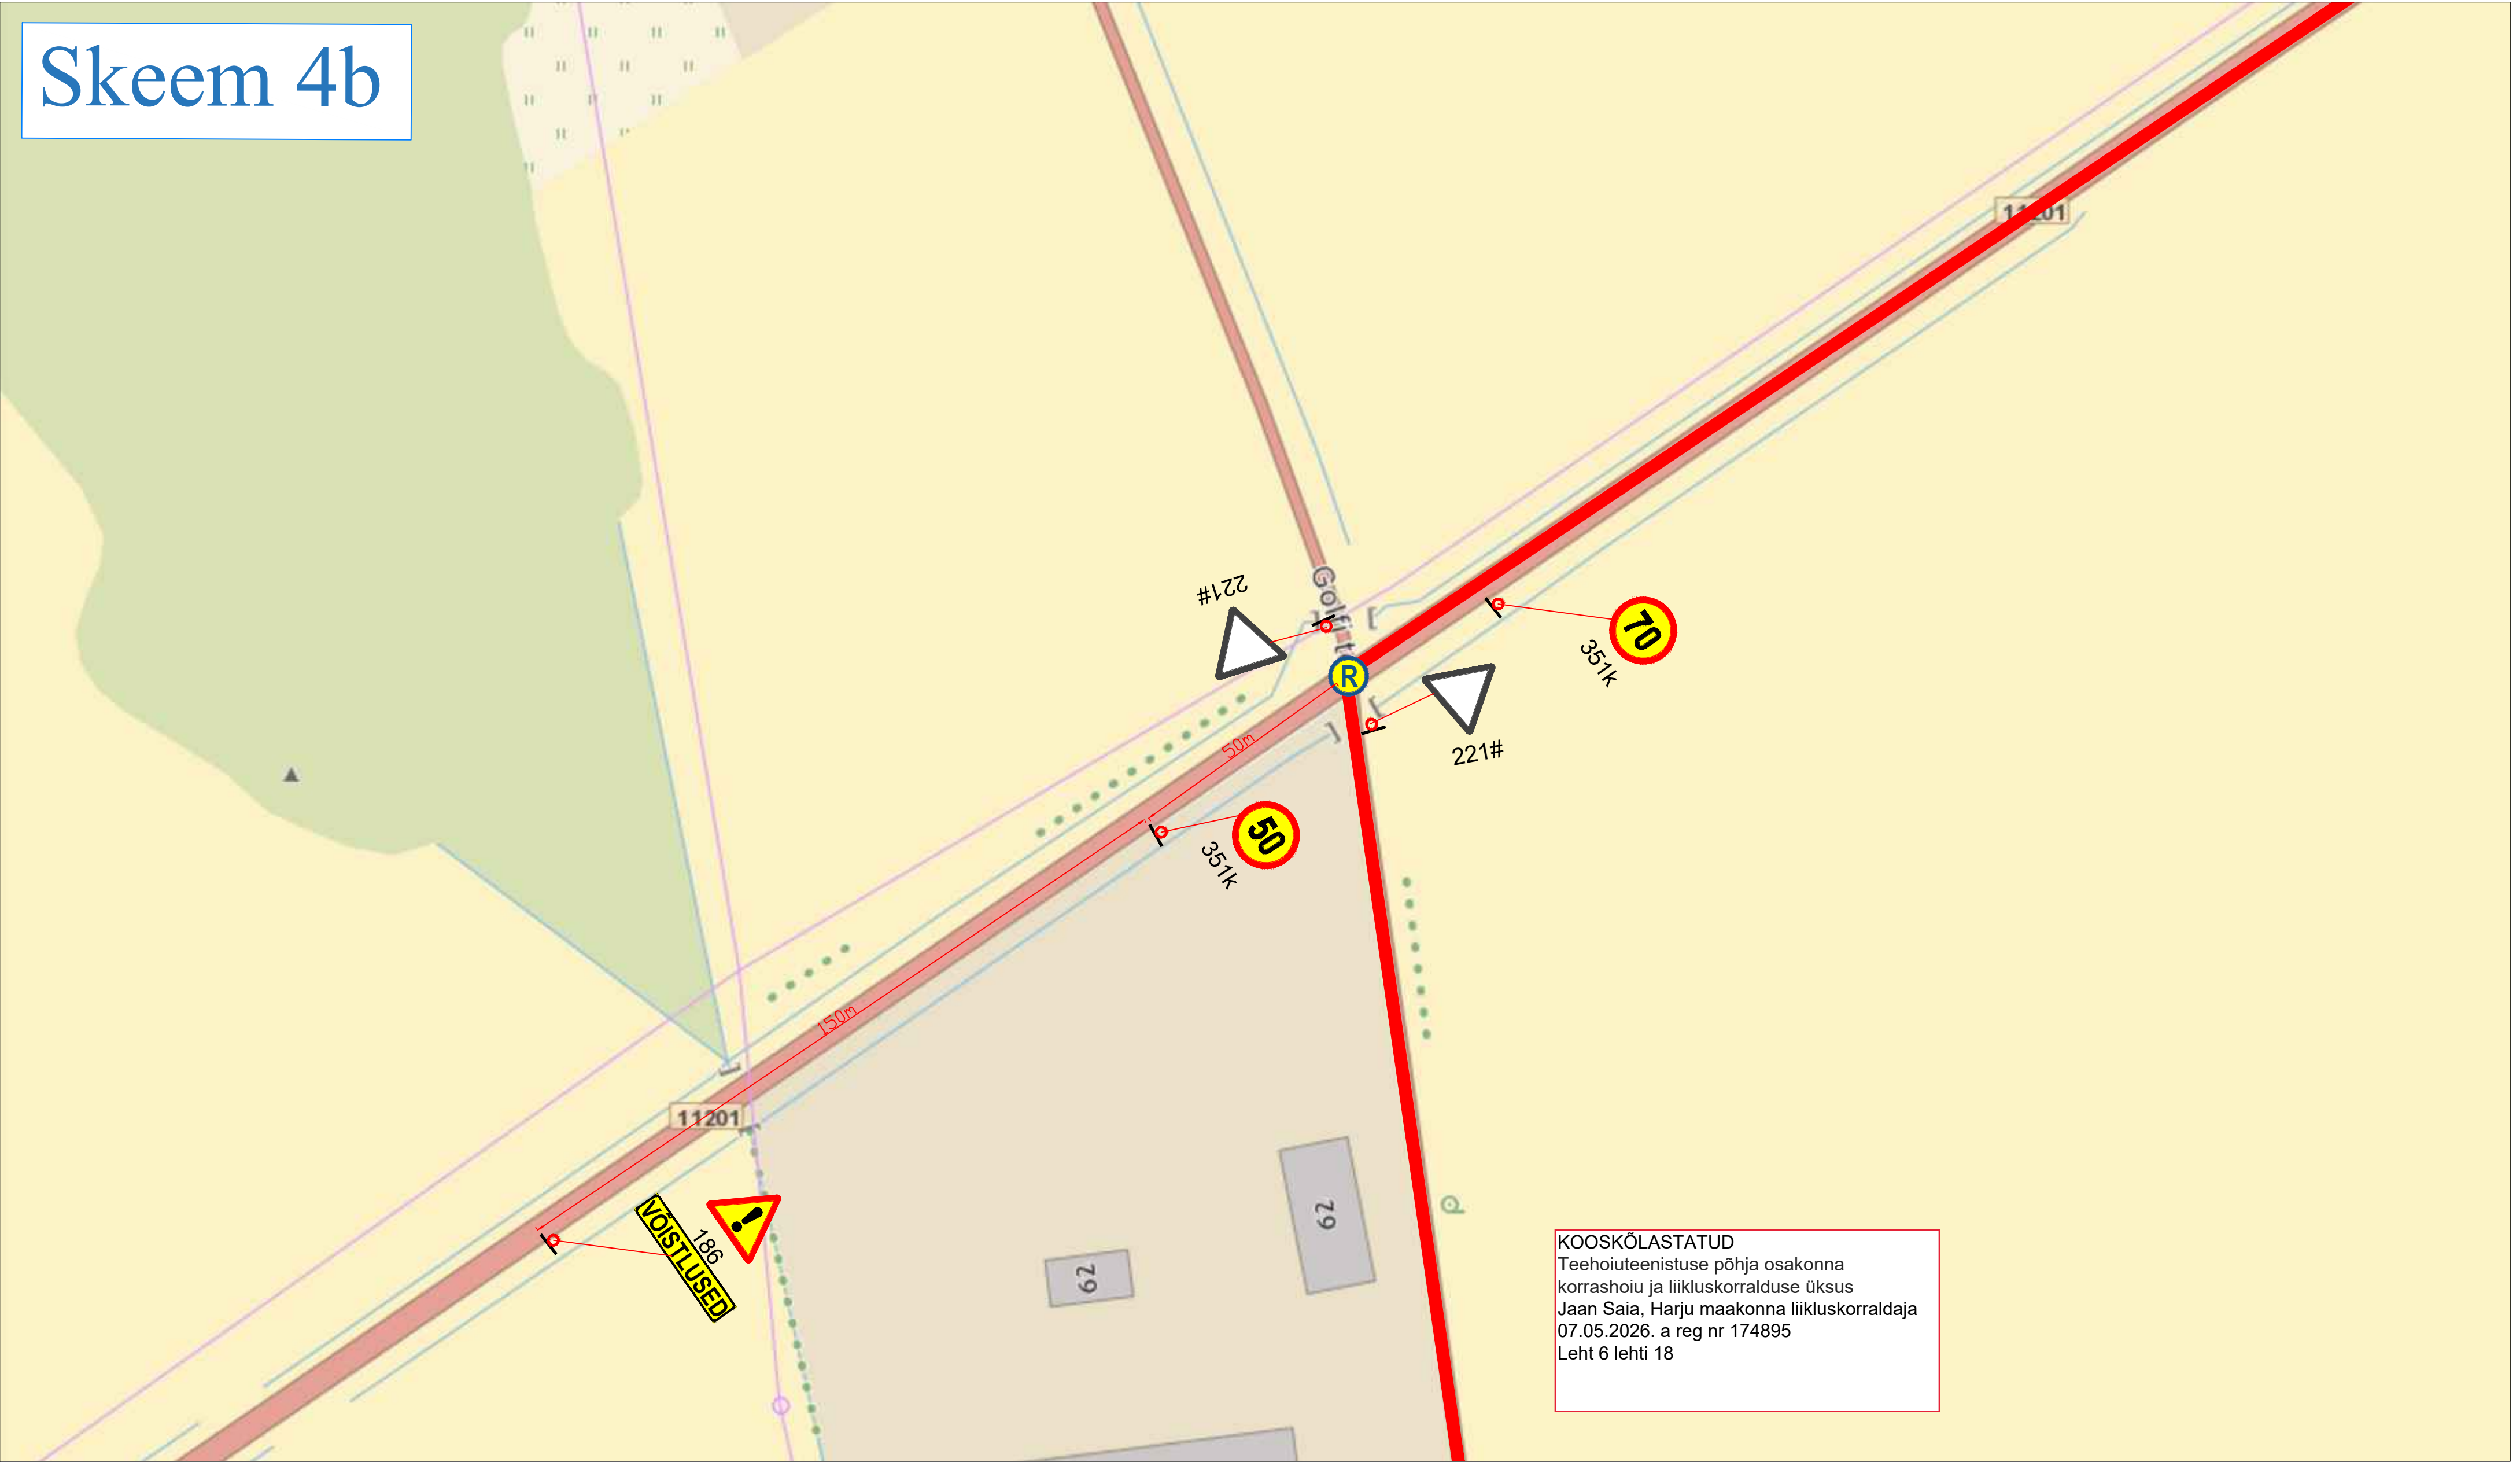 Skeem 4b
11201
221#
Golfi t
R
70
351k
221#
50m
50
351k
150m
11201
186
VÕISTLUSED
62
62
KOOSKÕLASTATUD
Teehoiuteenistuse põhja osakonna
korrashoiu ja liikluskorralduse üksus
Jaan Saia, Harju maakonna liikluskorraldaja
07.05.2026. a reg nr 174895
Leht 6 lehti 18